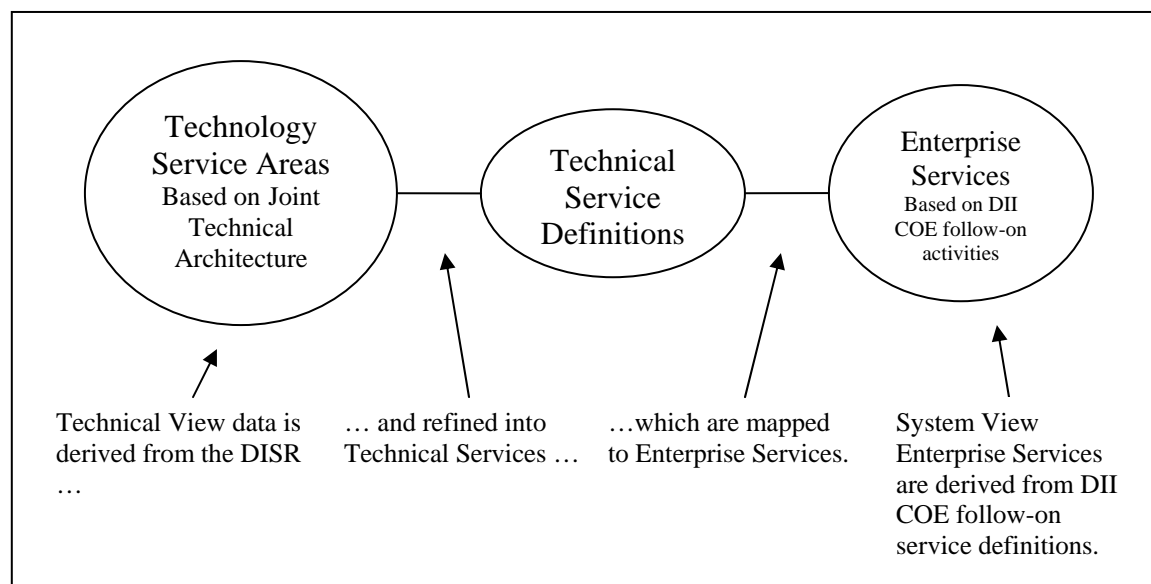 Technology
Service Areas
Based on Joint
Technical
Architecture
Technical
Service
Definitions
Enterprise
Services
Based on DII
COE follow-on
activities
Technical View data is
derived from the DISR
…
… and refined into
Technical Services …
…which are mapped
to Enterprise Services.
System View
Enterprise Services
are derived from DII
COE follow-on
service definitions.